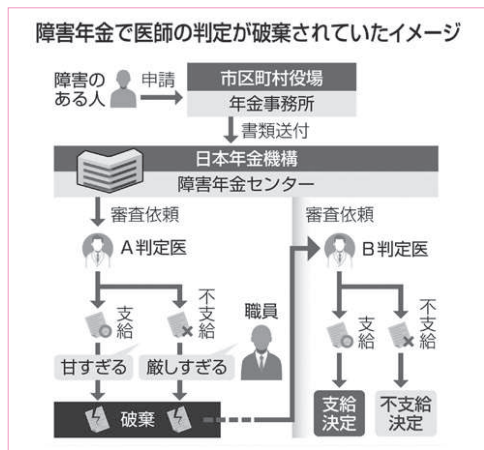 障害年金で医師の判定が破棄されていたイメージ
障害の
ある人
申請
市区町村役場
年金事務所
書類送付
日本年金機構
障害年金センター
審査依頼
A判定医
支給
不支給
甘すぎる
厳しすぎる
職員
破棄
審査依頼
B判定医
支給
不支給
支給
決定
不支給
決定